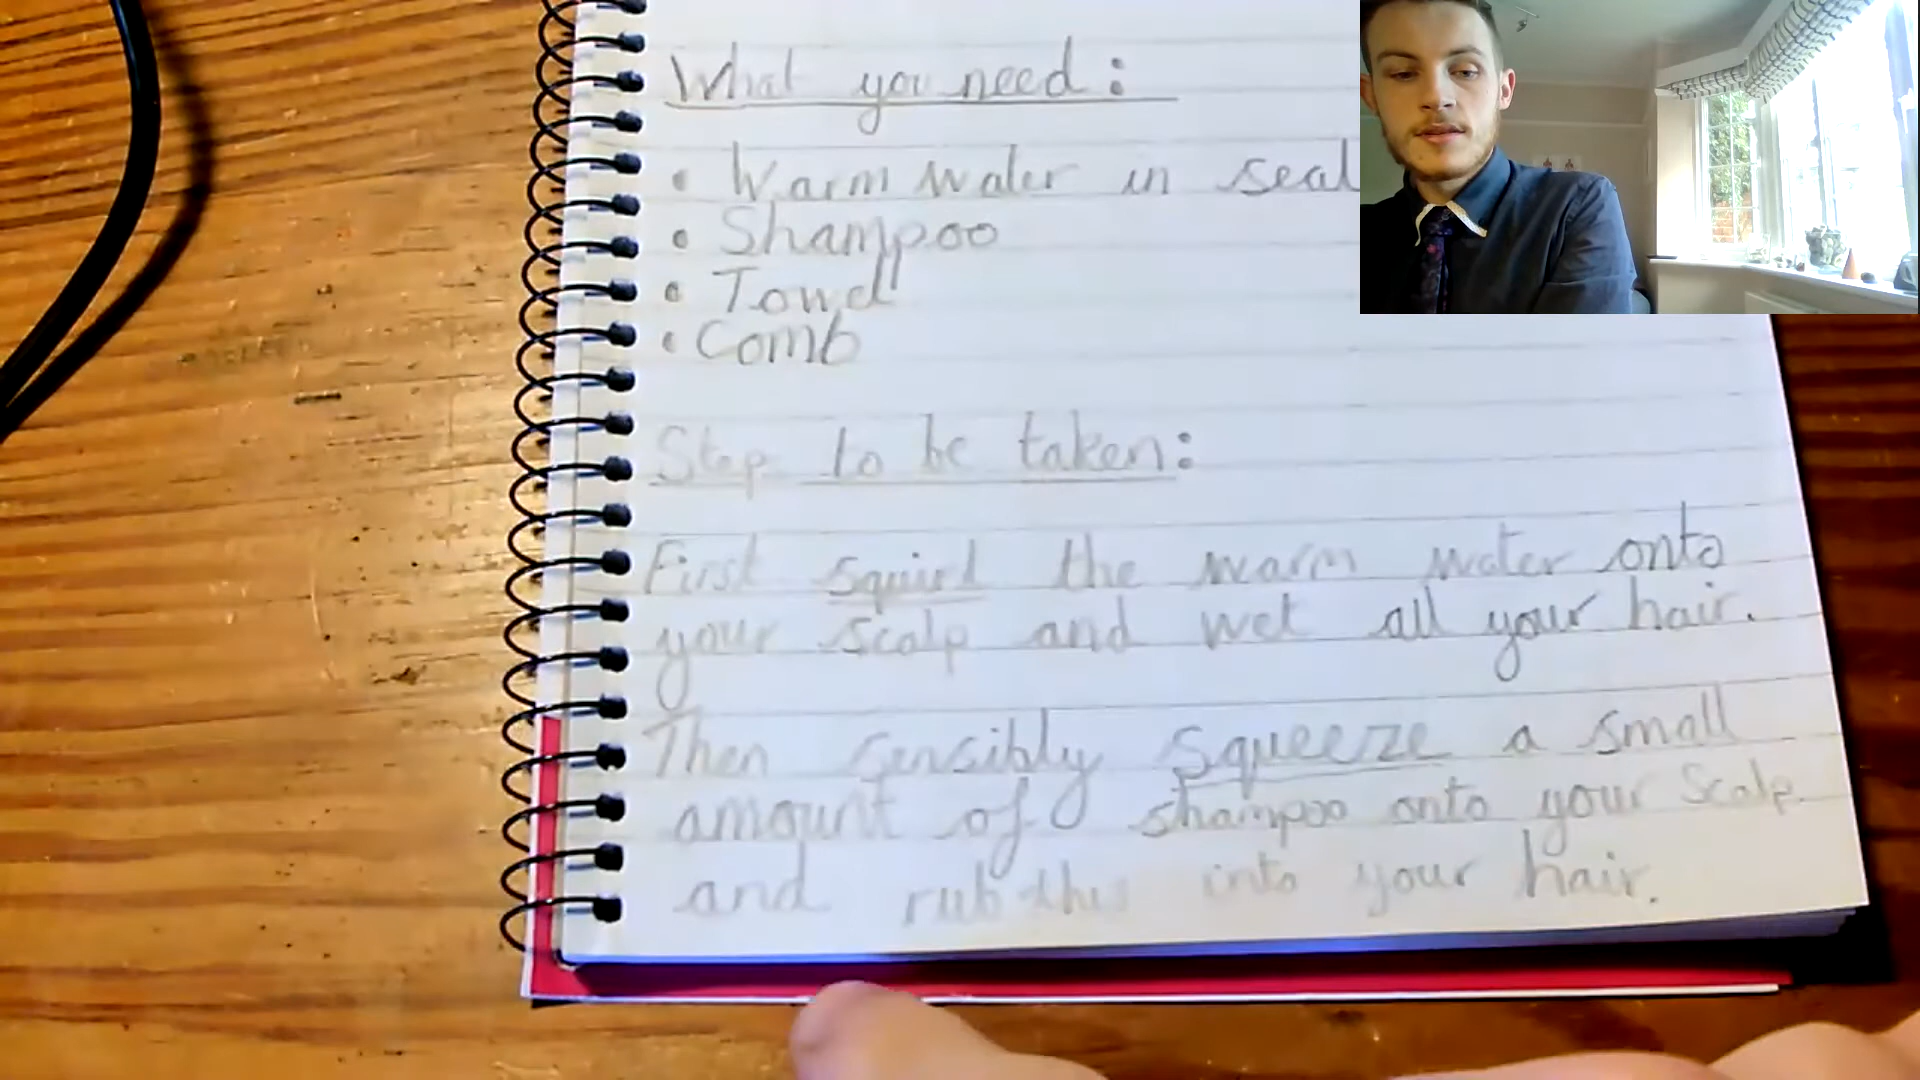 What you need:
• Warm water in seal
• Shampoo
• Towel
• Comb
Step to be taken:
First squirt the warm water onto
your scalp and wet all your hair.
Then sensibly squeeze a small
amount of shampoo onto your scalp
and rub this into your hair.